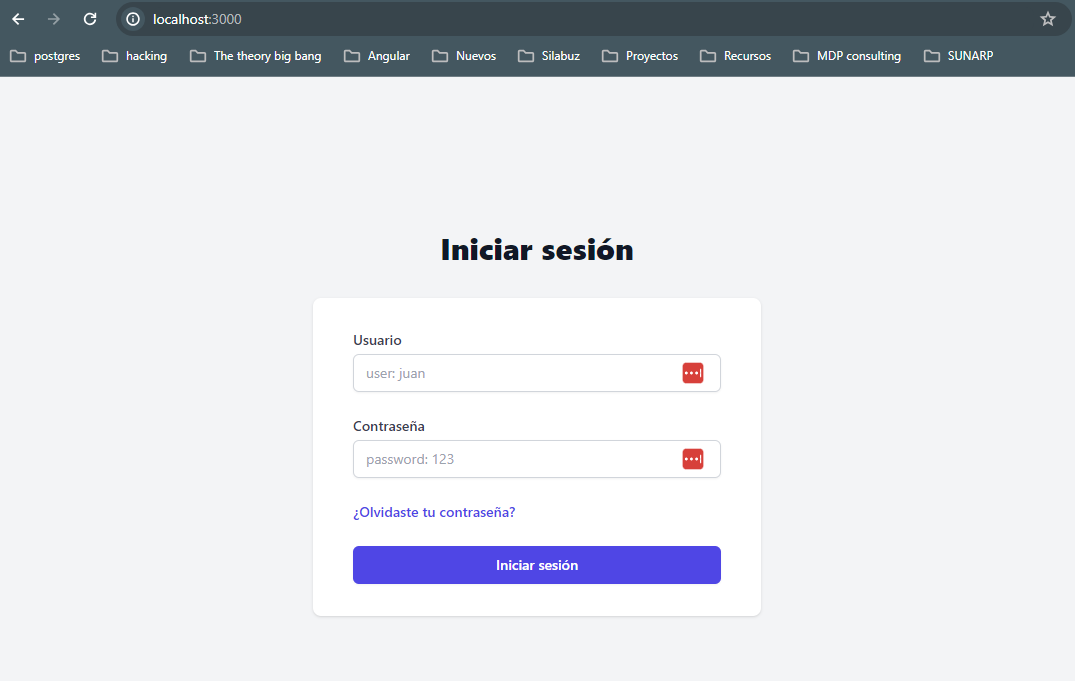 localhost:3000
postgres hacking The theory big bang Angular Nuevos Silabuz Proyectos Recursos MDP consulting SUNARP
Iniciar sesión
Usuario
user: juan
Contraseña
password: 123
¿Olvidaste tu contraseña?
Iniciar sesión